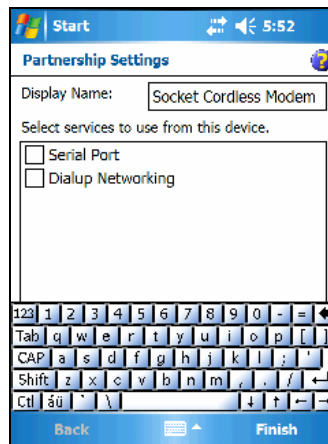 Start 5:52
Partnership Settings
Display Name: Socket Cordless Modem
Select services to use from this device.
Serial Port
Dialup Networking
123 1 2 3 4 5 6 7 8 9 0 - =
Tab q w e r t y u i o p [ ]
CAP a s d f g h j k l ; '
Shift z x c v b n m , . /
Ctl áü ` \
Back Finish